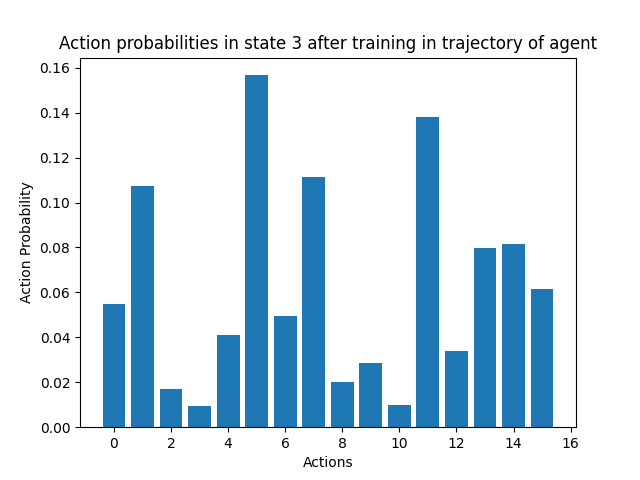 Action probabilities in state 3 after training in trajectory of agent
0.16
0.14
0.12
0.10
0.08
0.06
0.04
0.02
0.00
Action Probability
0 2 4 6 8 10 12 14 16
Actions